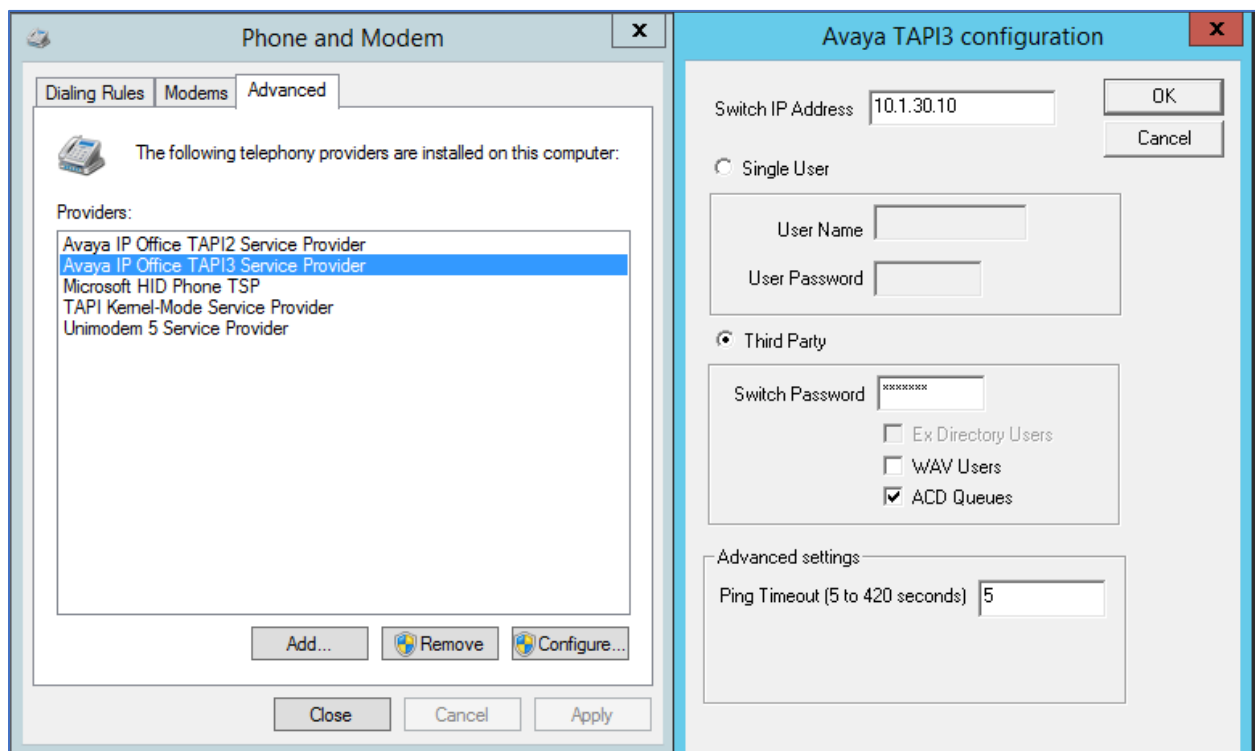 Phone and Modem
x
Dialing Rules
Modems
Advanced
The following telephony providers are installed on this computer:
Providers:
Avaya IP Office TAPI2 Service Provider
Avaya IP Office TAPI3 Service Provider
Microsoft HID Phone TSP
TAPI Kernel-Mode Service Provider
Unimodem 5 Service Provider
Add...
Remove
Configure...
Close
Cancel
Apply
Avaya TAPI3 configuration
x
Switch IP Address
10.1.30.10
OK
Cancel
Single User
User Name
User Password
Third Party
Switch Password
xxxxxxx
Ex Directory Users
WAV Users
ACD Queues
Advanced settings
Ping Timeout (5 to 420 seconds)
5